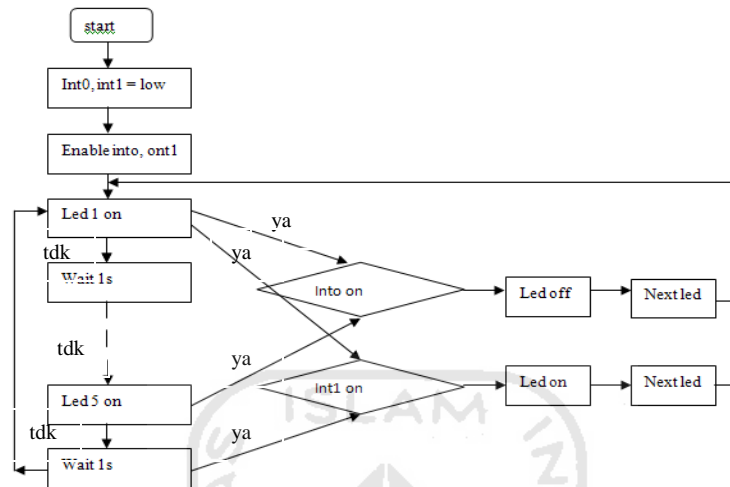 start
Int0, int1 = low
Enable into, ont1
Led 1 on
ya
tdk
ya
Wait 1s
Into on
Led off
Next led
tdk
ya
Led 5 on
Int1 on
Led on
Next led
tdk
ya
Wait 1s
ISLAM